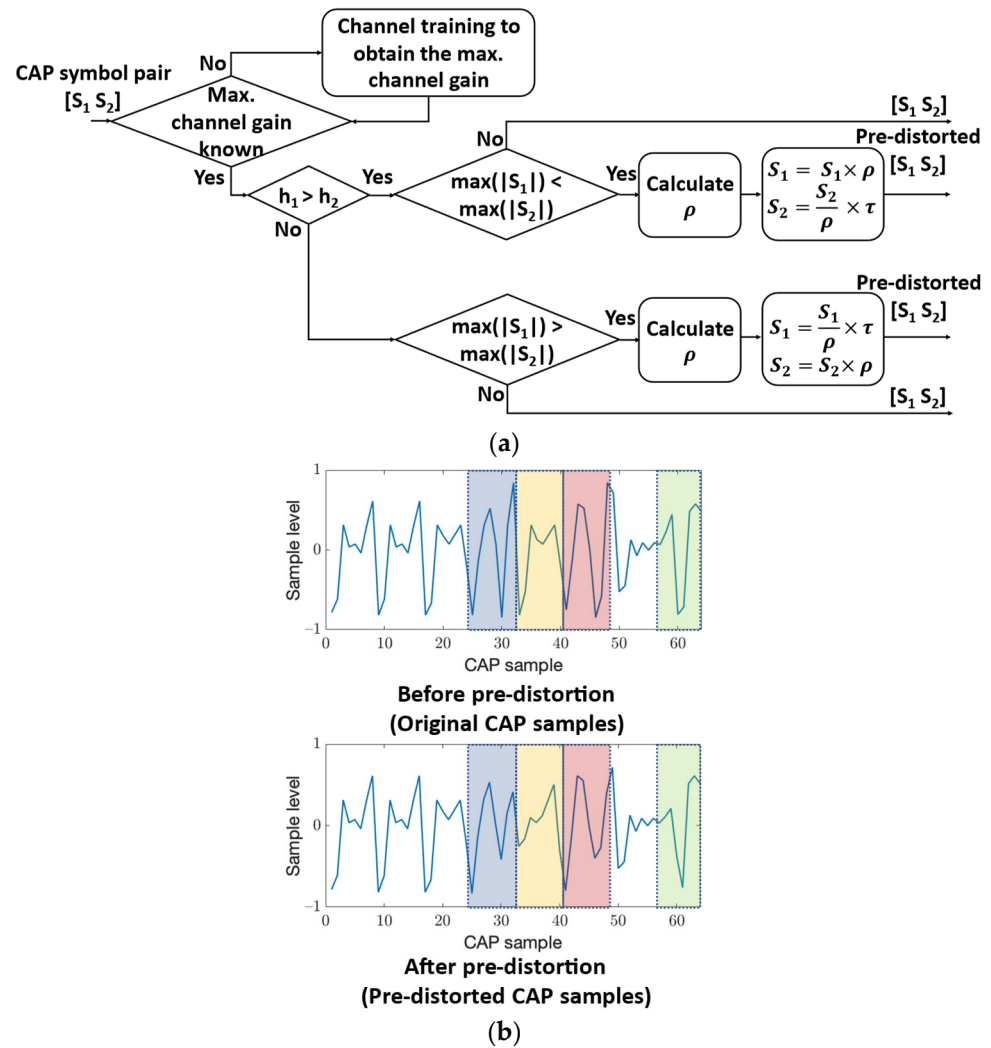 (a)
Channel training to
obtain the max.
channel gain
No
CAP symbol pair
[S₁ S₂]
Max.
channel gain
known
Yes
h₁ > h₂
Yes
No
max(|S₁|) <
max(|S₂|)
No
[S₁ S₂]
Yes
Calculate
ρ
S₁ = S₁× ρ
S₂ = S₂/ρ × τ
Pre-distorted
[S₁ S₂]
max(|S₁|) >
max(|S₂|)
Yes
Calculate
ρ
S₁ = S₁/ρ × τ
S₂ = S₂× ρ
Pre-distorted
[S₁ S₂]
No
[S₁ S₂]
(a)
1
0
−1
Sample level
0 10 20 30 40 50 60
CAP sample
Before pre-distortion
(Original CAP samples)
1
0
−1
Sample level
0 10 20 30 40 50 60
CAP sample
After pre-distortion
(Pre-distorted CAP samples)
(b)